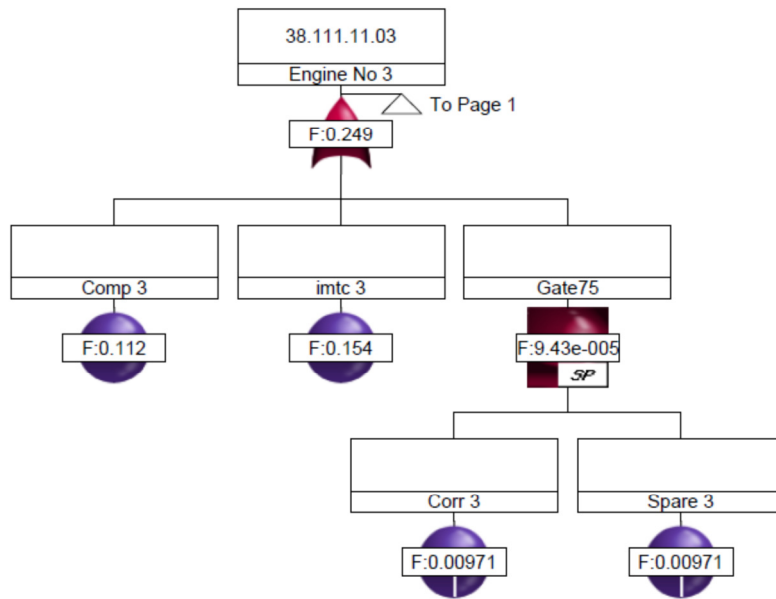 38.111.11.03
Engine No 3
To Page 1
F:0.249
Comp 3
imtc 3
Gate75
F:0.112
F:0.154
F:9.43e-005
SP
Corr 3
Spare 3
F:0.00971
F:0.00971